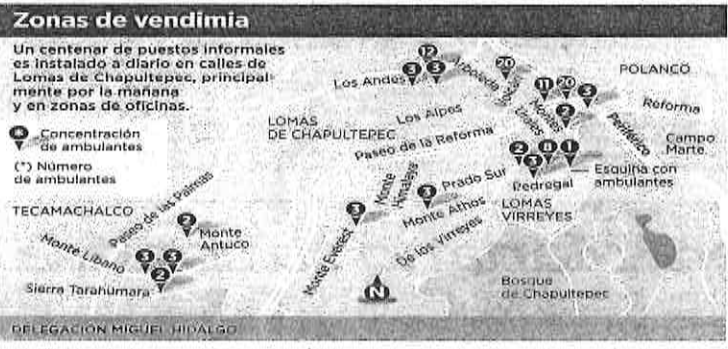 Zonas de vendimia
Un centenar de puestos informales
es instalado a diario en calles de
Lomas de Chapultepec, principal-
mente por la mañana
y en zonas de oficinas.
Concentración
de ambulantes
(*) Número
de ambulantes
TECAMACHALCO
Paseo de las Palmas
Monte Líbano
Sierra Tarahumara
2
Monte
Antuco
3
3
2
12
3
3
Los Andes
Arboleda
20
11
20
3
2
POLANCO
Montes
Reforma
Periférico
Campo
Marte
LOMAS
DE CHAPULTEPEC
Los Alpes
Paseo de la Reforma
2
8
1
3
Esquina con
ambulantes
Pedregal
LOMAS
VIRREYES
Monte
Himalaya
3
Prado Sur
Monte Athos
3
Monte Everest
De los Virreyes
N
Bosque
de Chapultepec
DELEGACIÓN MIGUEL HIDALGO